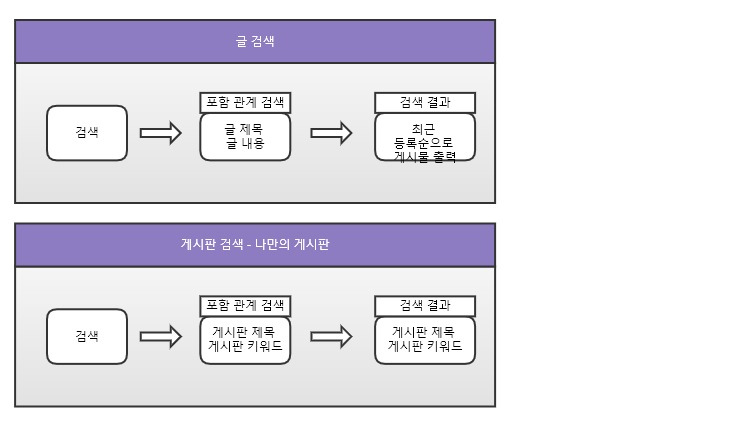 글 검색
검색
포함 관계 검색
글 제목
글 내용
검색 결과
최근
등록순으로
게시물 출력
게시판 검색 - 나만의 게시판
검색
포함 관계 검색
게시판 제목
게시판 키워드
검색 결과
게시판 제목
게시판 키워드